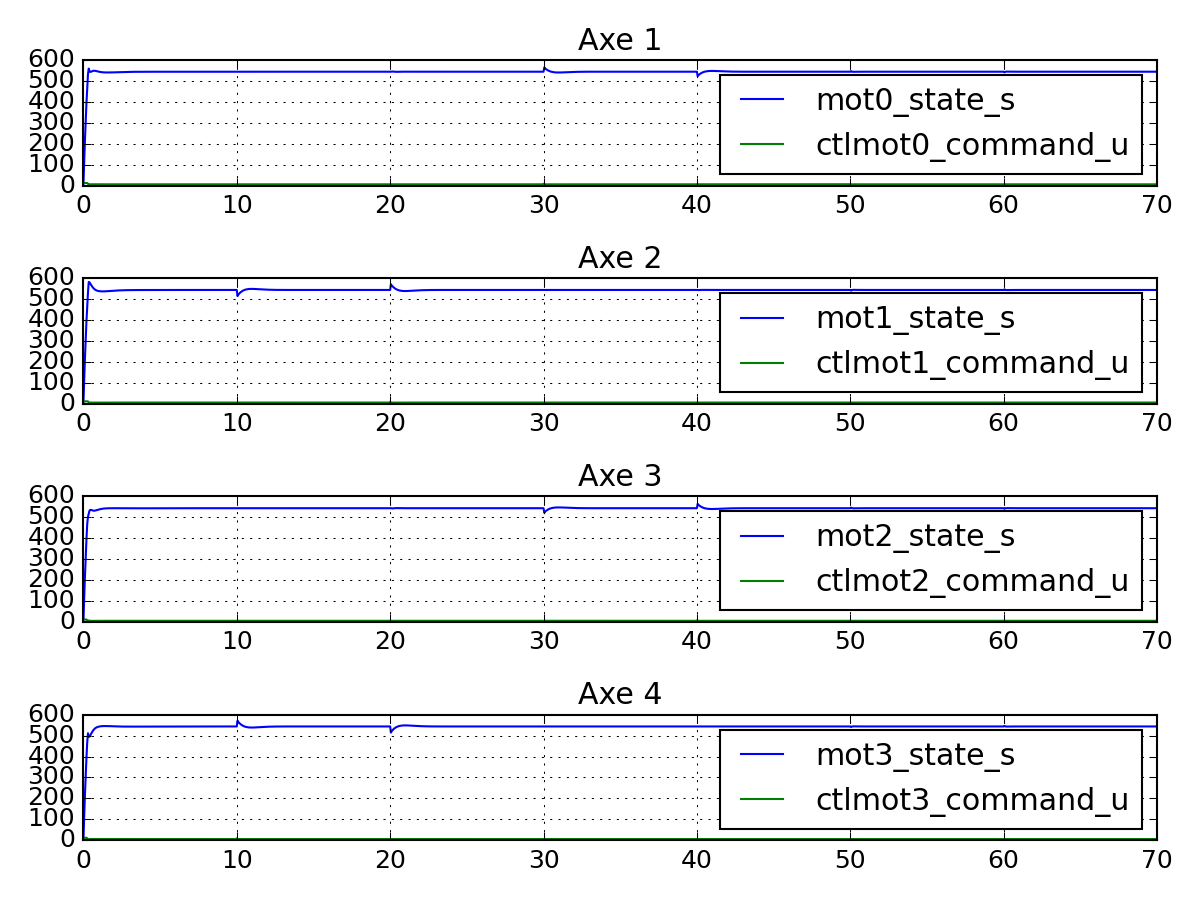 Axe 1
600
500
400
300
200
100
0
mot0_state_s
ctlmot0_command_u
0 10 20 30 40 50 60 70
Axe 2
600
500
400
300
200
100
0
mot1_state_s
ctlmot1_command_u
0 10 20 30 40 50 60 70
Axe 3
600
500
400
300
200
100
0
mot2_state_s
ctlmot2_command_u
0 10 20 30 40 50 60 70
Axe 4
600
500
400
300
200
100
0
mot3_state_s
ctlmot3_command_u
0 10 20 30 40 50 60 70